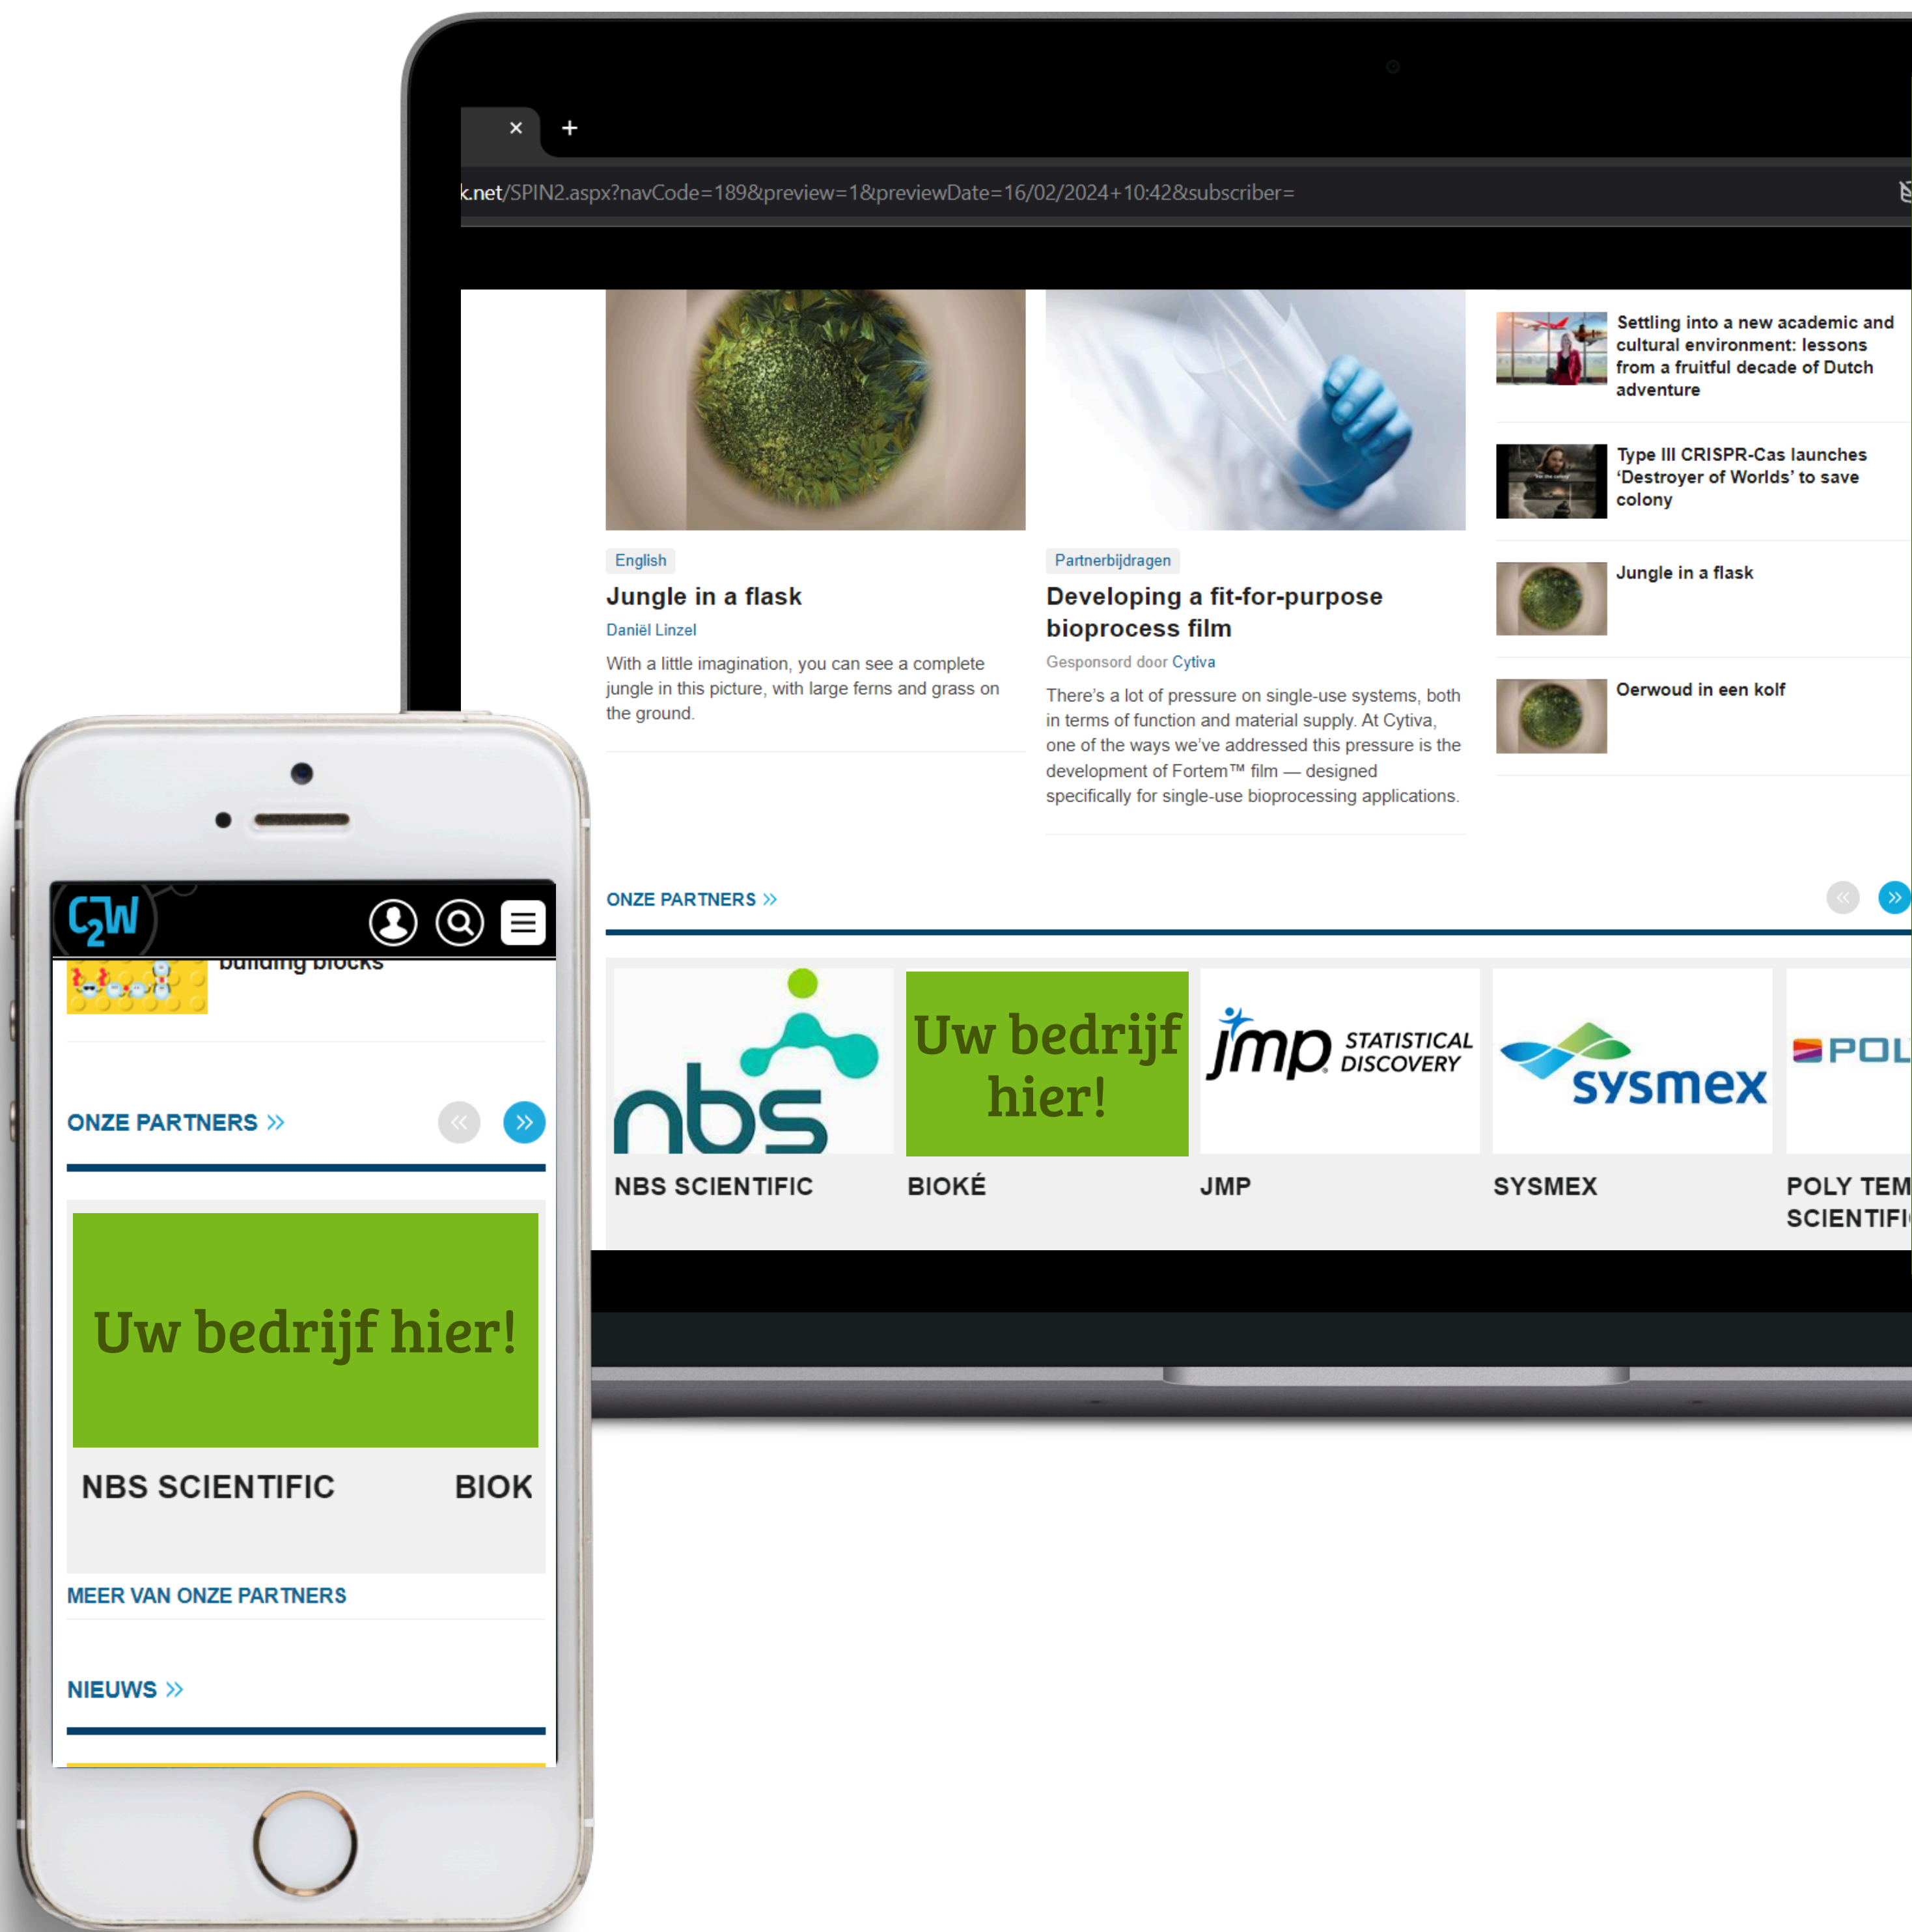 k.net/SPIN2.aspx?navCode=189&preview=1&previewDate=16/02/2024+10:42&subscriber=
English
Jungle in a flask
Daniël Linzel
With a little imagination, you can see a complete
jungle in this picture, with large ferns and grass on
the ground.
Partnerbijdragen
Developing a fit-for-purpose
bioprocess film
Gesponsord door Cytiva
There's a lot of pressure on single-use systems, both
in terms of function and material supply. At Cytiva,
one of the ways we've addressed this pressure is the
development of Fortem™ film — designed
specifically for single-use bioprocessing applications.
Settling into a new academic and
cultural environment: lessons
from a fruitful decade of Dutch
adventure
Type III CRISPR-Cas launches
‘Destroyer of Worlds’ to save
colony
Jungle in a flask
Oerwoud in een kolf
ONZE PARTNERS »
nbs
Uw bedrijf
hier!
jmp STATISTICAL
DISCOVERY
sysmex
POL
NBS SCIENTIFIC
BIOKÉ
JMP
SYSMEX
POLY TEM
SCIENTIFI
C2W
building blocks
ONZE PARTNERS »
Uw bedrijf hier!
NBS SCIENTIFIC BIOK
MEER VAN ONZE PARTNERS
NIEUWS »